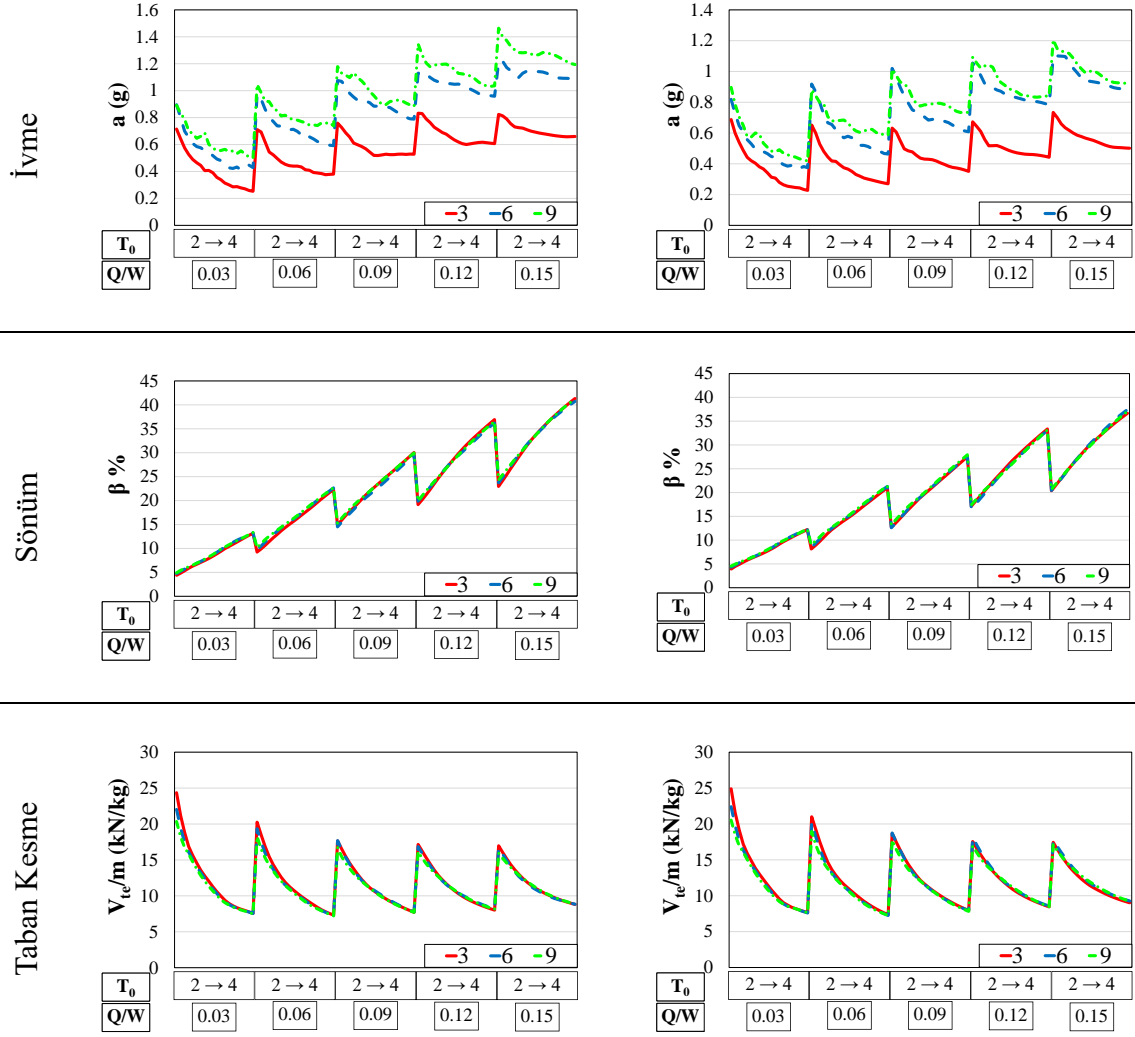 İvme
1.6
1.4
1.2
1
0.8
0.6
0.4
0.2
0
a (g)
3 6 9
T0 2 → 4 2 → 4 2 → 4 2 → 4 2 → 4
Q/W 0.03 0.06 0.09 0.12 0.15
1.4
1.2
1
0.8
0.6
0.4
0.2
0
a (g)
3 6 9
T0 2 → 4 2 → 4 2 → 4 2 → 4 2 → 4
Q/W 0.03 0.06 0.09 0.12 0.15
Sönüm
45
40
35
30
25
20
15
10
5
0
β %
3 6 9
T0 2 → 4 2 → 4 2 → 4 2 → 4 2 → 4
Q/W 0.03 0.06 0.09 0.12 0.15
45
40
35
30
25
20
15
10
5
0
β %
3 6 9
T0 2 → 4 2 → 4 2 → 4 2 → 4 2 → 4
Q/W 0.03 0.06 0.09 0.12 0.15
Taban Kesme
30
25
20
15
10
5
0
Vte/m (kN/kg)
3 6 9
T0 2 → 4 2 → 4 2 → 4 2 → 4 2 → 4
Q/W 0.03 0.06 0.09 0.12 0.15
30
25
20
15
10
5
0
Vte/m (kN/kg)
3 6 9
T0 2 → 4 2 → 4 2 → 4 2 → 4 2 → 4
Q/W 0.03 0.06 0.09 0.12 0.15